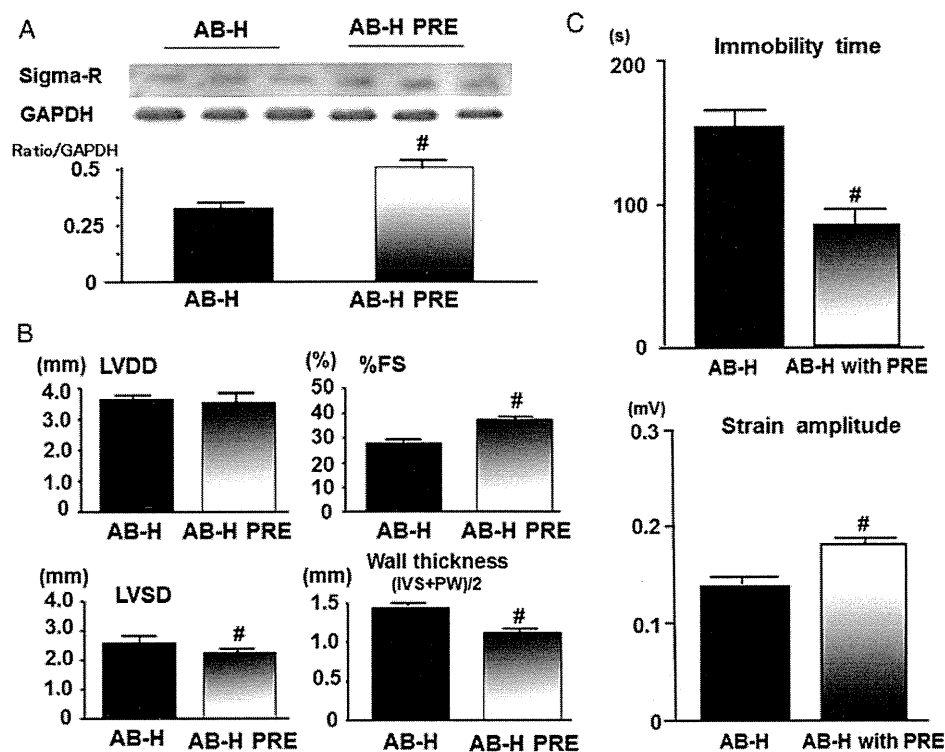 A
AB-H
AB-H PRE
Sigma-R
GAPDH
Ratio/GAPDH
0.5
0.25
0
#
AB-H
AB-H PRE
B
(mm) LVDD
4.0
3.0
2.0
1.0
0
AB-H
AB-H PRE
(%) %FS
50
40
30
20
10
0
#
AB-H
AB-H PRE
(mm) LVSD
4.0
3.0
2.0
1.0
0
#
AB-H
AB-H PRE
Wall thickness
(mm) (IVS+PW)/2
1.5
1.0
0.5
0
#
AB-H
AB-H PRE
C
(s) Immobility time
200
100
0
#
AB-H
AB-H with PRE
(mV)
Strain amplitude
0.3
0.2
0.1
0
#
AB-H
AB-H with PRE